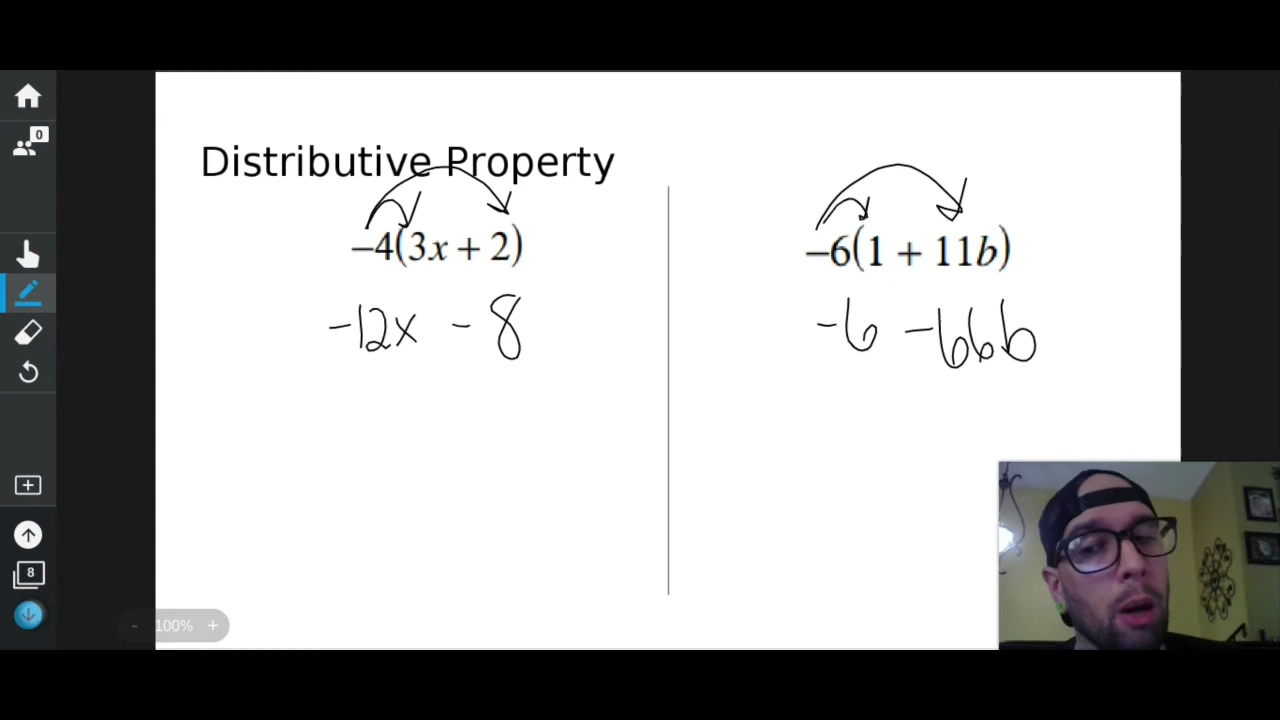 0
Distributive Property
−4(3x + 2)
-12x - 8
−6(1 + 11b)
-6 -66b
8
- 100% +